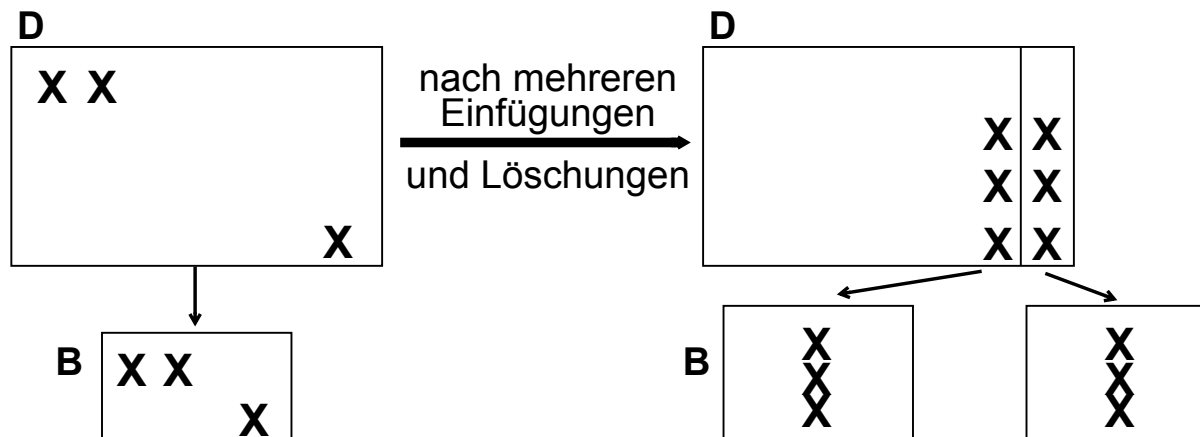 D
X X
X
B
X X
X
nach mehreren
Einfügungen
und Löschungen
D
X X
X X
X X
B
X
X
X
X
X
X